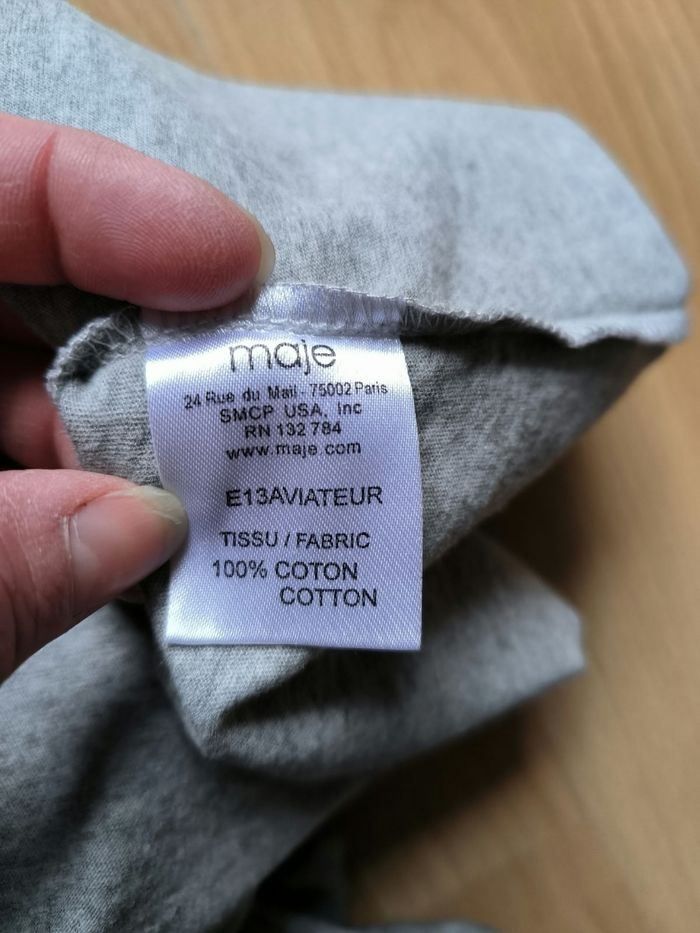 maje
24 Rue du Mail - 75002 Paris
SMCP USA, Inc
RN 132 784
www.maje.com
E13AVIATEUR
TISSU / FABRIC
100% COTON
COTTON